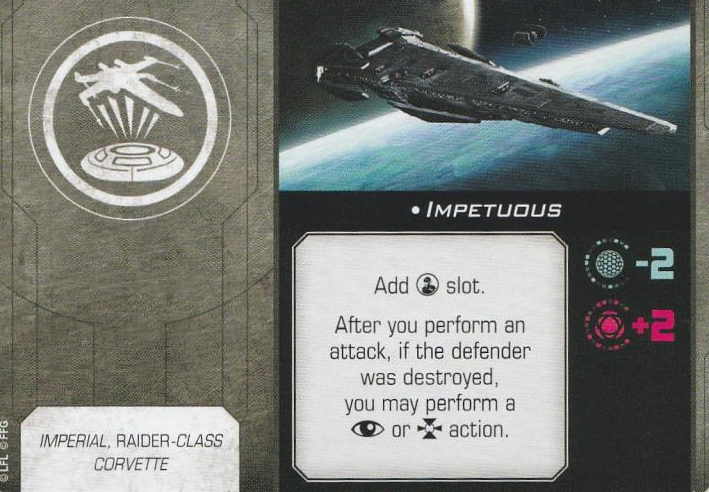 • IMPETUOUS
-2
+2
Add slot.
After you perform an
attack, if the defender
was destroyed,
you may perform a
or action.
IMPERIAL, RAIDER-CLASS
CORVETTE
©LFL ©FFG